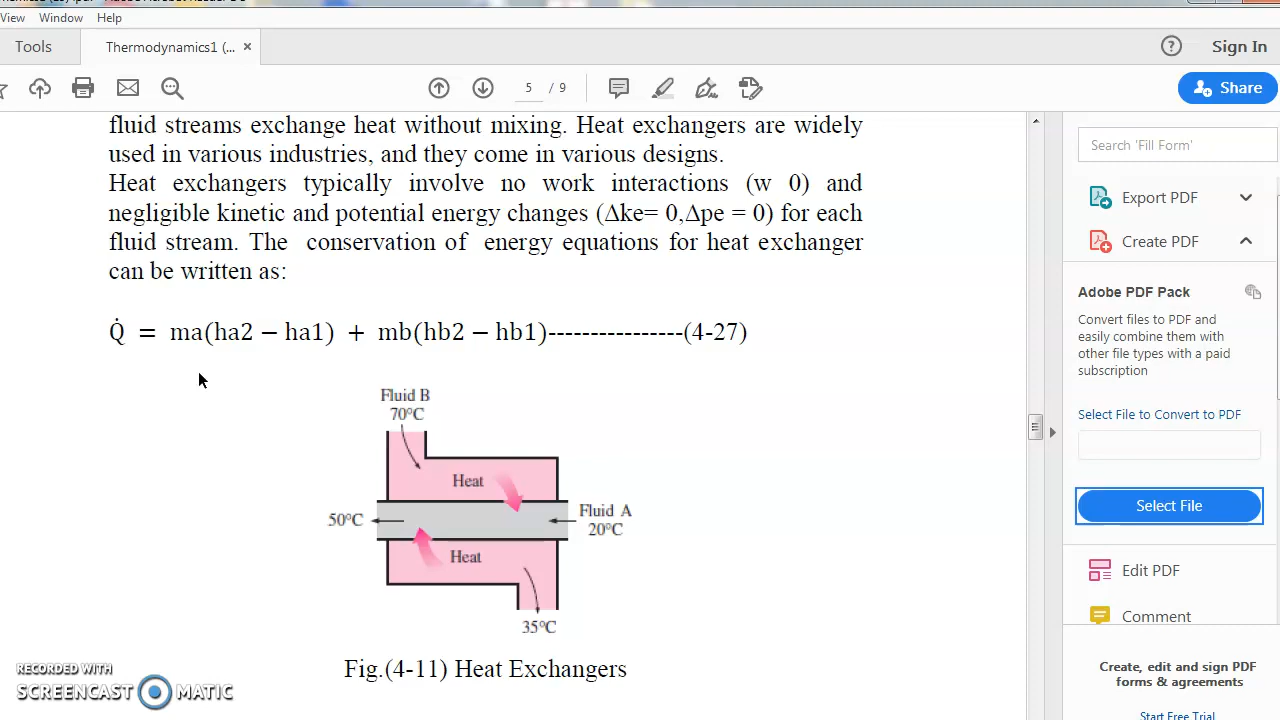 View Window Help
Tools Thermodynamics1 (... × Sign In
5 / 9 Share
fluid streams exchange heat without mixing. Heat exchangers are widely
used in various industries, and they come in various designs.
Heat exchangers typically involve no work interactions (w 0) and
negligible kinetic and potential energy changes (Δke= 0,Δpe = 0) for each
fluid stream. The conservation of energy equations for heat exchanger
can be written as:
Q̇ = ma(ha2 − ha1) + mb(hb2 − hb1)----------------(4-27)
Fluid B
70°C
Heat
50°C
Fluid A
20°C
Heat
35°C
Fig.(4-11) Heat Exchangers
RECORDED WITH
SCREENCAST MATIC
Search 'Fill Form'
Export PDF
Create PDF
Adobe PDF Pack
Convert files to PDF and
easily combine them with
other file types with a paid
subscription
Select File to Convert to PDF
Select File
Edit PDF
Comment
Create, edit and sign PDF
forms & agreements
Start Free Trial